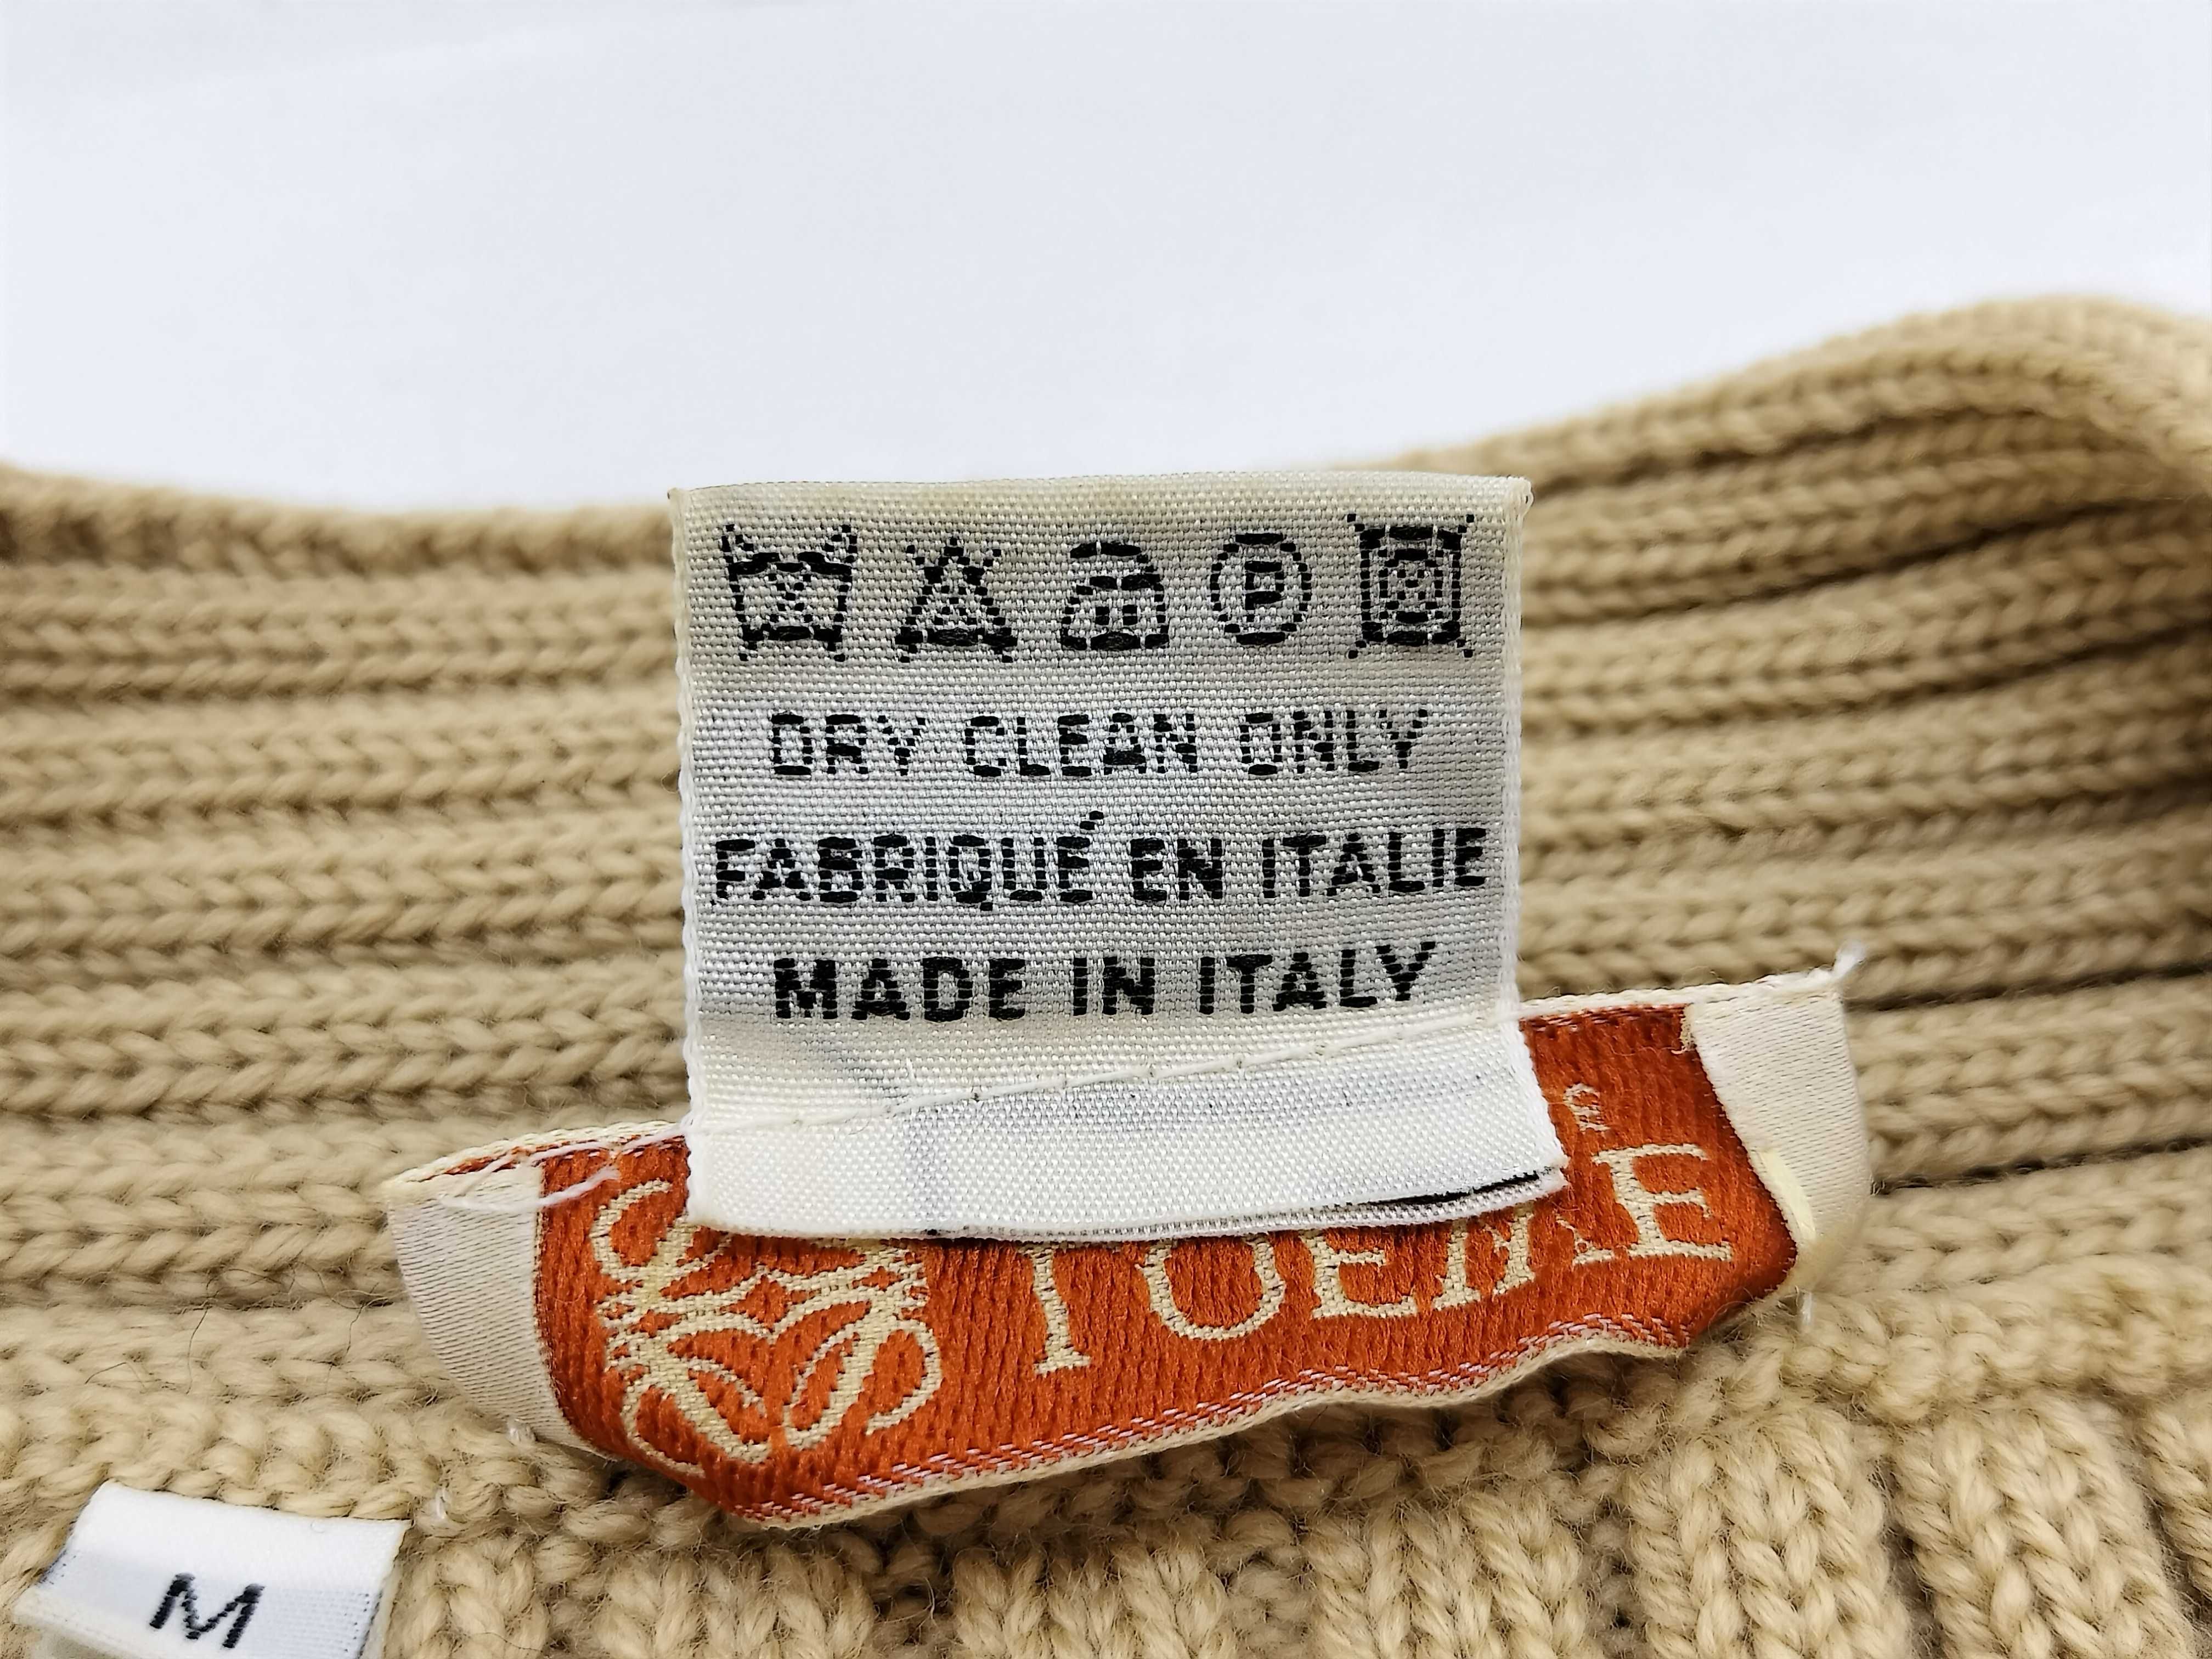 P
DRY CLEAN ONLY
FABRIQUÉ EN ITALIE
MADE IN ITALY
LOEWE
M